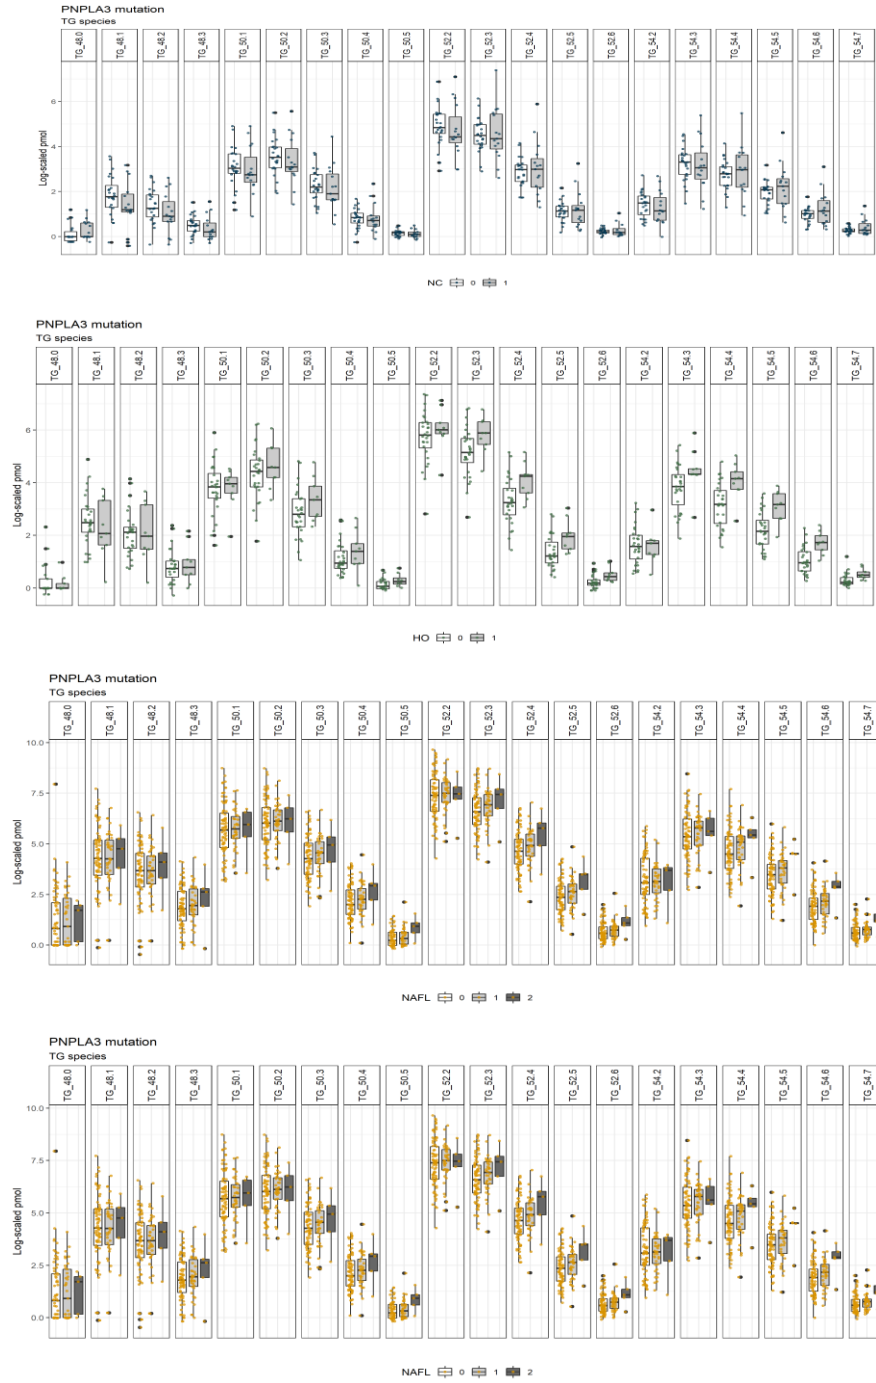 PNPLA3 mutation
TG species
TG_48.0 TG_48.1 TG_48.2 TG_48.3 TG_50.1 TG_50.2 TG_50.3 TG_50.4 TG_50.5 TG_52.2 TG_52.3 TG_52.4 TG_52.5 TG_52.6 TG_54.2 TG_54.3 TG_54.4 TG_54.5 TG_54.6 TG_54.7
Log-scaled pmol
6
4
2
0
NC 0 1
PNPLA3 mutation
TG species
TG_48.0 TG_48.1 TG_48.2 TG_48.3 TG_50.1 TG_50.2 TG_50.3 TG_50.4 TG_50.5 TG_52.2 TG_52.3 TG_52.4 TG_52.5 TG_52.6 TG_54.2 TG_54.3 TG_54.4 TG_54.5 TG_54.6 TG_54.7
Log-scaled pmol
6
4
2
0
HO 0 1
PNPLA3 mutation
TG species
TG_48.0 TG_48.1 TG_48.2 TG_48.3 TG_50.1 TG_50.2 TG_50.3 TG_50.4 TG_50.5 TG_52.2 TG_52.3 TG_52.4 TG_52.5 TG_52.6 TG_54.2 TG_54.3 TG_54.4 TG_54.5 TG_54.6 TG_54.7
Log-scaled pmol
10.0
7.5
5.0
2.5
0.0
NAFL 0 1 2
PNPLA3 mutation
TG species
TG_48.0 TG_48.1 TG_48.2 TG_48.3 TG_50.1 TG_50.2 TG_50.3 TG_50.4 TG_50.5 TG_52.2 TG_52.3 TG_52.4 TG_52.5 TG_52.6 TG_54.2 TG_54.3 TG_54.4 TG_54.5 TG_54.6 TG_54.7
Log-scaled pmol
10.0
7.5
5.0
2.5
0.0
NAFL 0 1 2